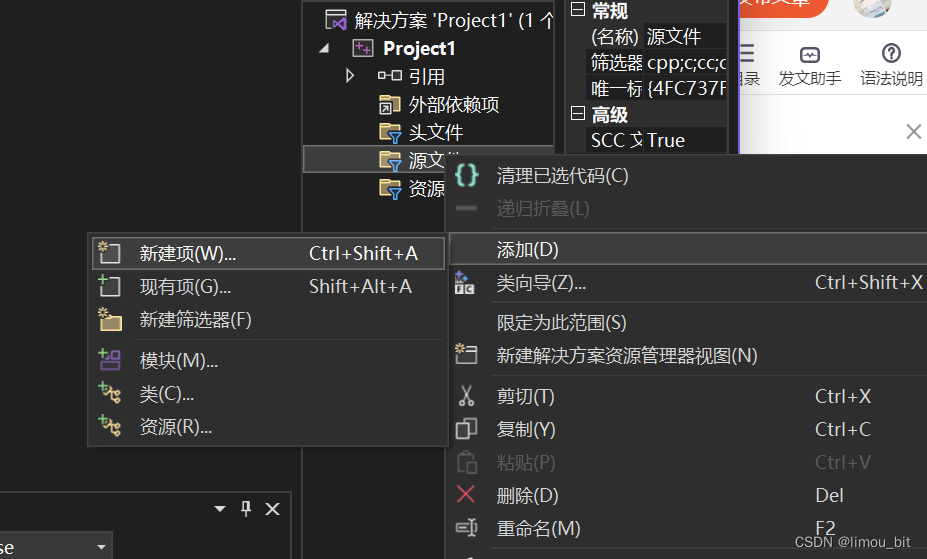 解决方案 'Project1' (1 个
Project1
引用
外部依赖项
头文件
源文
资源
常规
(名称) 源文件
筛选器 cpp;c;cc;c
唯一标 {4FC737F
高级
SCC 文 True
布文章
目录 发文助手 语法说明
清理已选代码(C)
递归折叠(L)
添加(D)
类向导(Z)... Ctrl+Shift+X
限定为此范围(S)
新建解决方案资源管理器视图(N)
剪切(T) Ctrl+X
复制(Y) Ctrl+C
粘贴(P) Ctrl+V
删除(D) Del
重命名(M) F2
新建项(W)... Ctrl+Shift+A
现有项(G)... Shift+Alt+A
新建筛选器(F)
模块(M)...
类(C)...
资源(R)...
se
CSDN @limou_bit